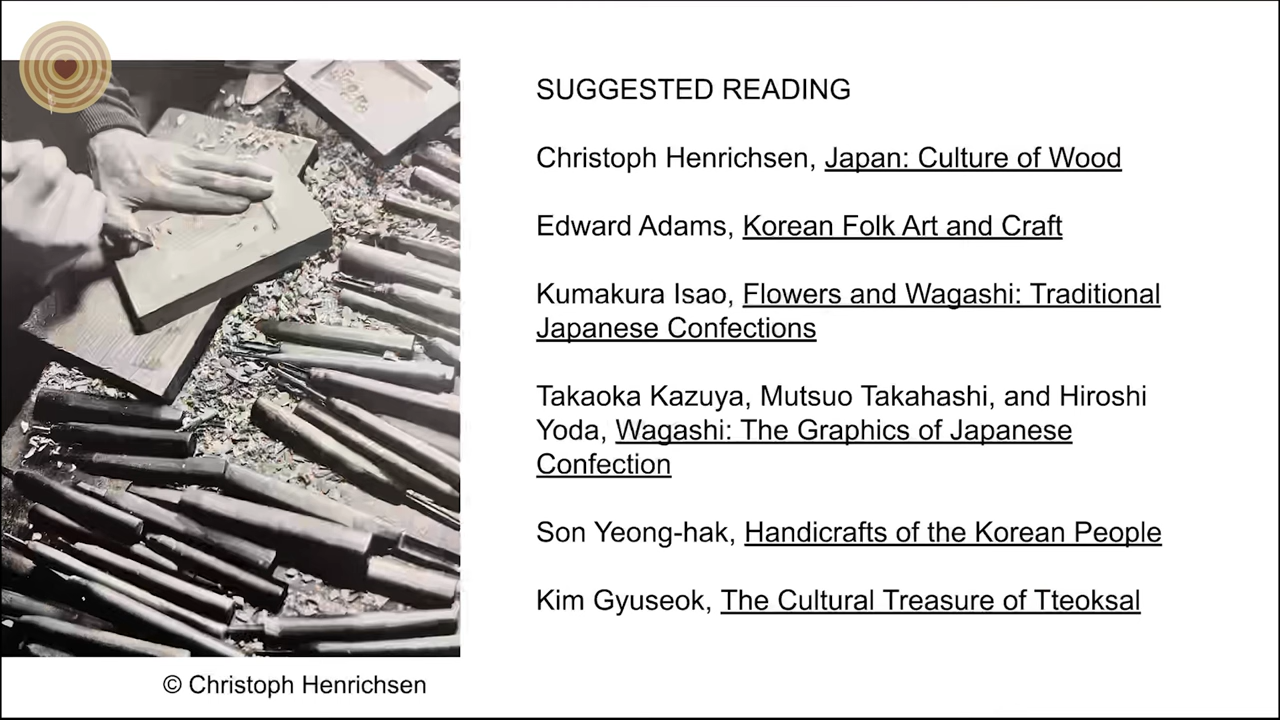 SUGGESTED READING
Christoph Henrichsen, Japan: Culture of Wood
Edward Adams, Korean Folk Art and Craft
Kumakura Isao, Flowers and Wagashi: Traditional
Japanese Confections
Takaoka Kazuya, Mutsuo Takahashi, and Hiroshi
Yoda, Wagashi: The Graphics of Japanese
Confection
Son Yeong-hak, Handicrafts of the Korean People
Kim Gyuseok, The Cultural Treasure of Tteoksal
© Christoph Henrichsen